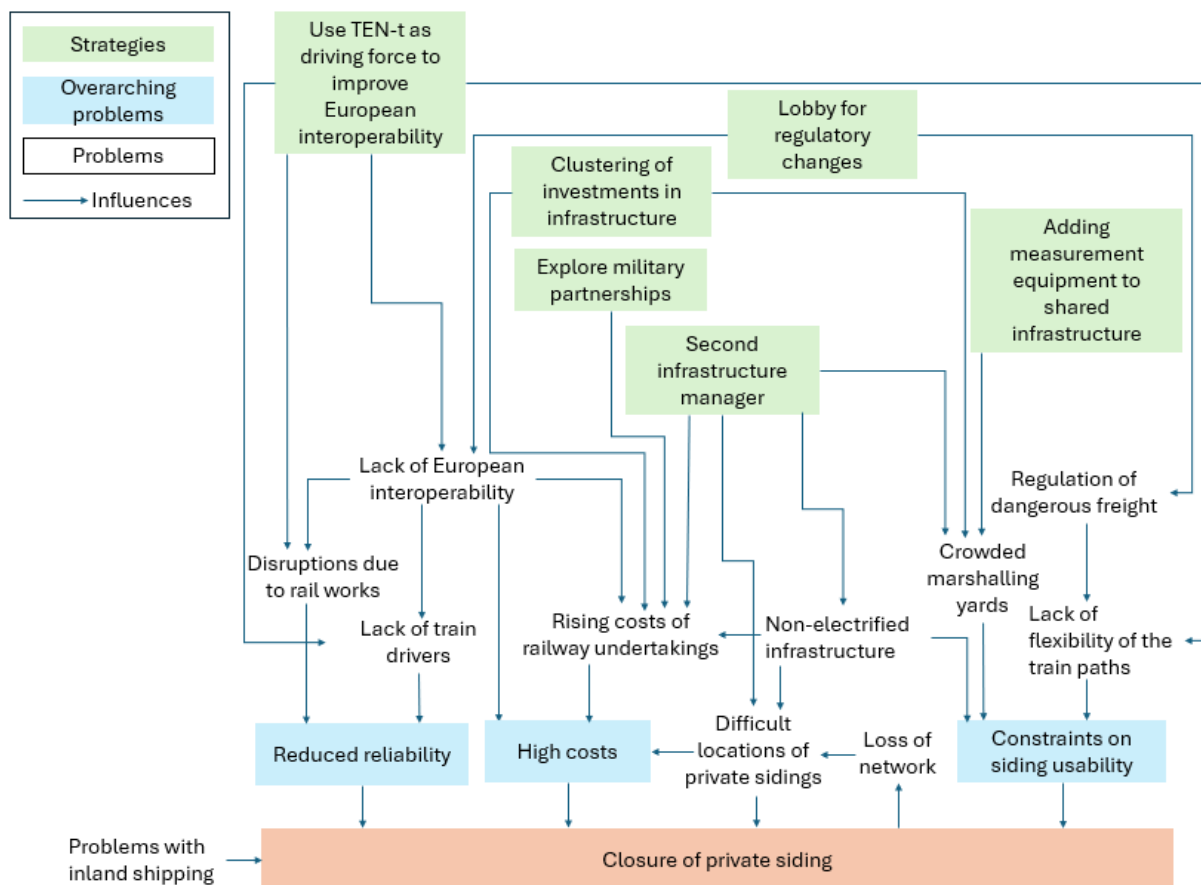 Strategies
Overarching
problems
Problems
Influences
Use TEN-t as
driving force to
improve
European
interoperability
Lobby for
regulatory
changes
Clustering of
investments in
infrastructure
Explore military
partnerships
Adding
measurement
equipment to
shared
infrastructure
Second
infrastructure
manager
Lack of European
interoperability
Regulation of
dangerous freight
Disruptions due
to rail works
Crowded
marshalling
yards
Lack of train
drivers
Rising costs of
railway undertakings
Non-electrified
infrastructure
Lack of
flexibility of the
train paths
Reduced reliability
High costs
Difficult
locations of
private sidings
Loss of
network
Constraints on
siding usability
Problems with
inland shipping
Closure of private siding